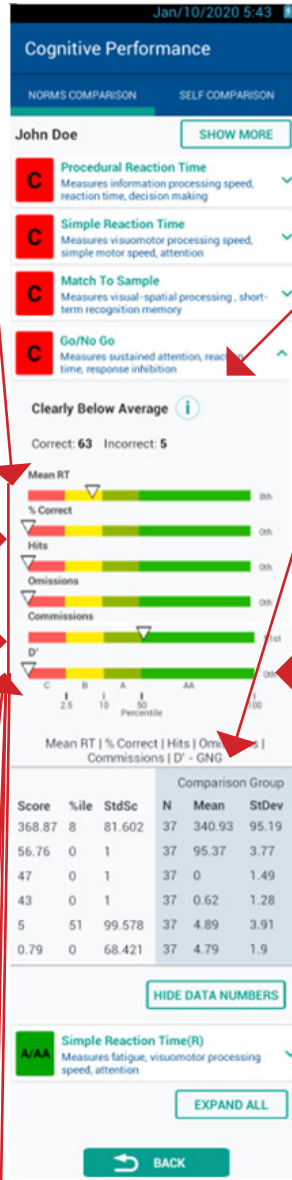 Jan/10/2020 5:43
Cognitive Performance
NORMS COMPARISON SELF COMPARISON
John Doe SHOW MORE
C Procedural Reaction Time
Measures information processing speed,
reaction time, decision making
C Simple Reaction Time
Measures visuomotor processing speed,
simple motor speed, attention
C Match To Sample
Measures visual-spatial processing , short-
term recognition memory
C Go/No Go
Measures sustained attention,
time, response inhibition
Clearly Below Average i
Correct: 63 Incorrect: 5
Mean RT
8th
% Correct
0th
Hits
0th
Omissions
0th
Commissions
D'
0th
C B A AA
2.5 10 50 100
Percentile
Mean RT | % Correct | Hits | |
Commissions | D' - GNG
Comparison Group
Score %ile StdSc N Mean StDev
368.87 8 81.602 37 340.93 95.19
56.76 0 1 37 95.37 3.77
47 0 1 37 0 1.49
43 0 1 37 0.62 1.28
5 51 99.578 37 4.89 3.91
0.79 0 68.421 37 4.79 1.9
HIDE DATA NUMBERS
A/AA Simple Reaction Time(R)
Measures fatigue, visuomotor processing
speed, attention
EXPAND ALL
BACK